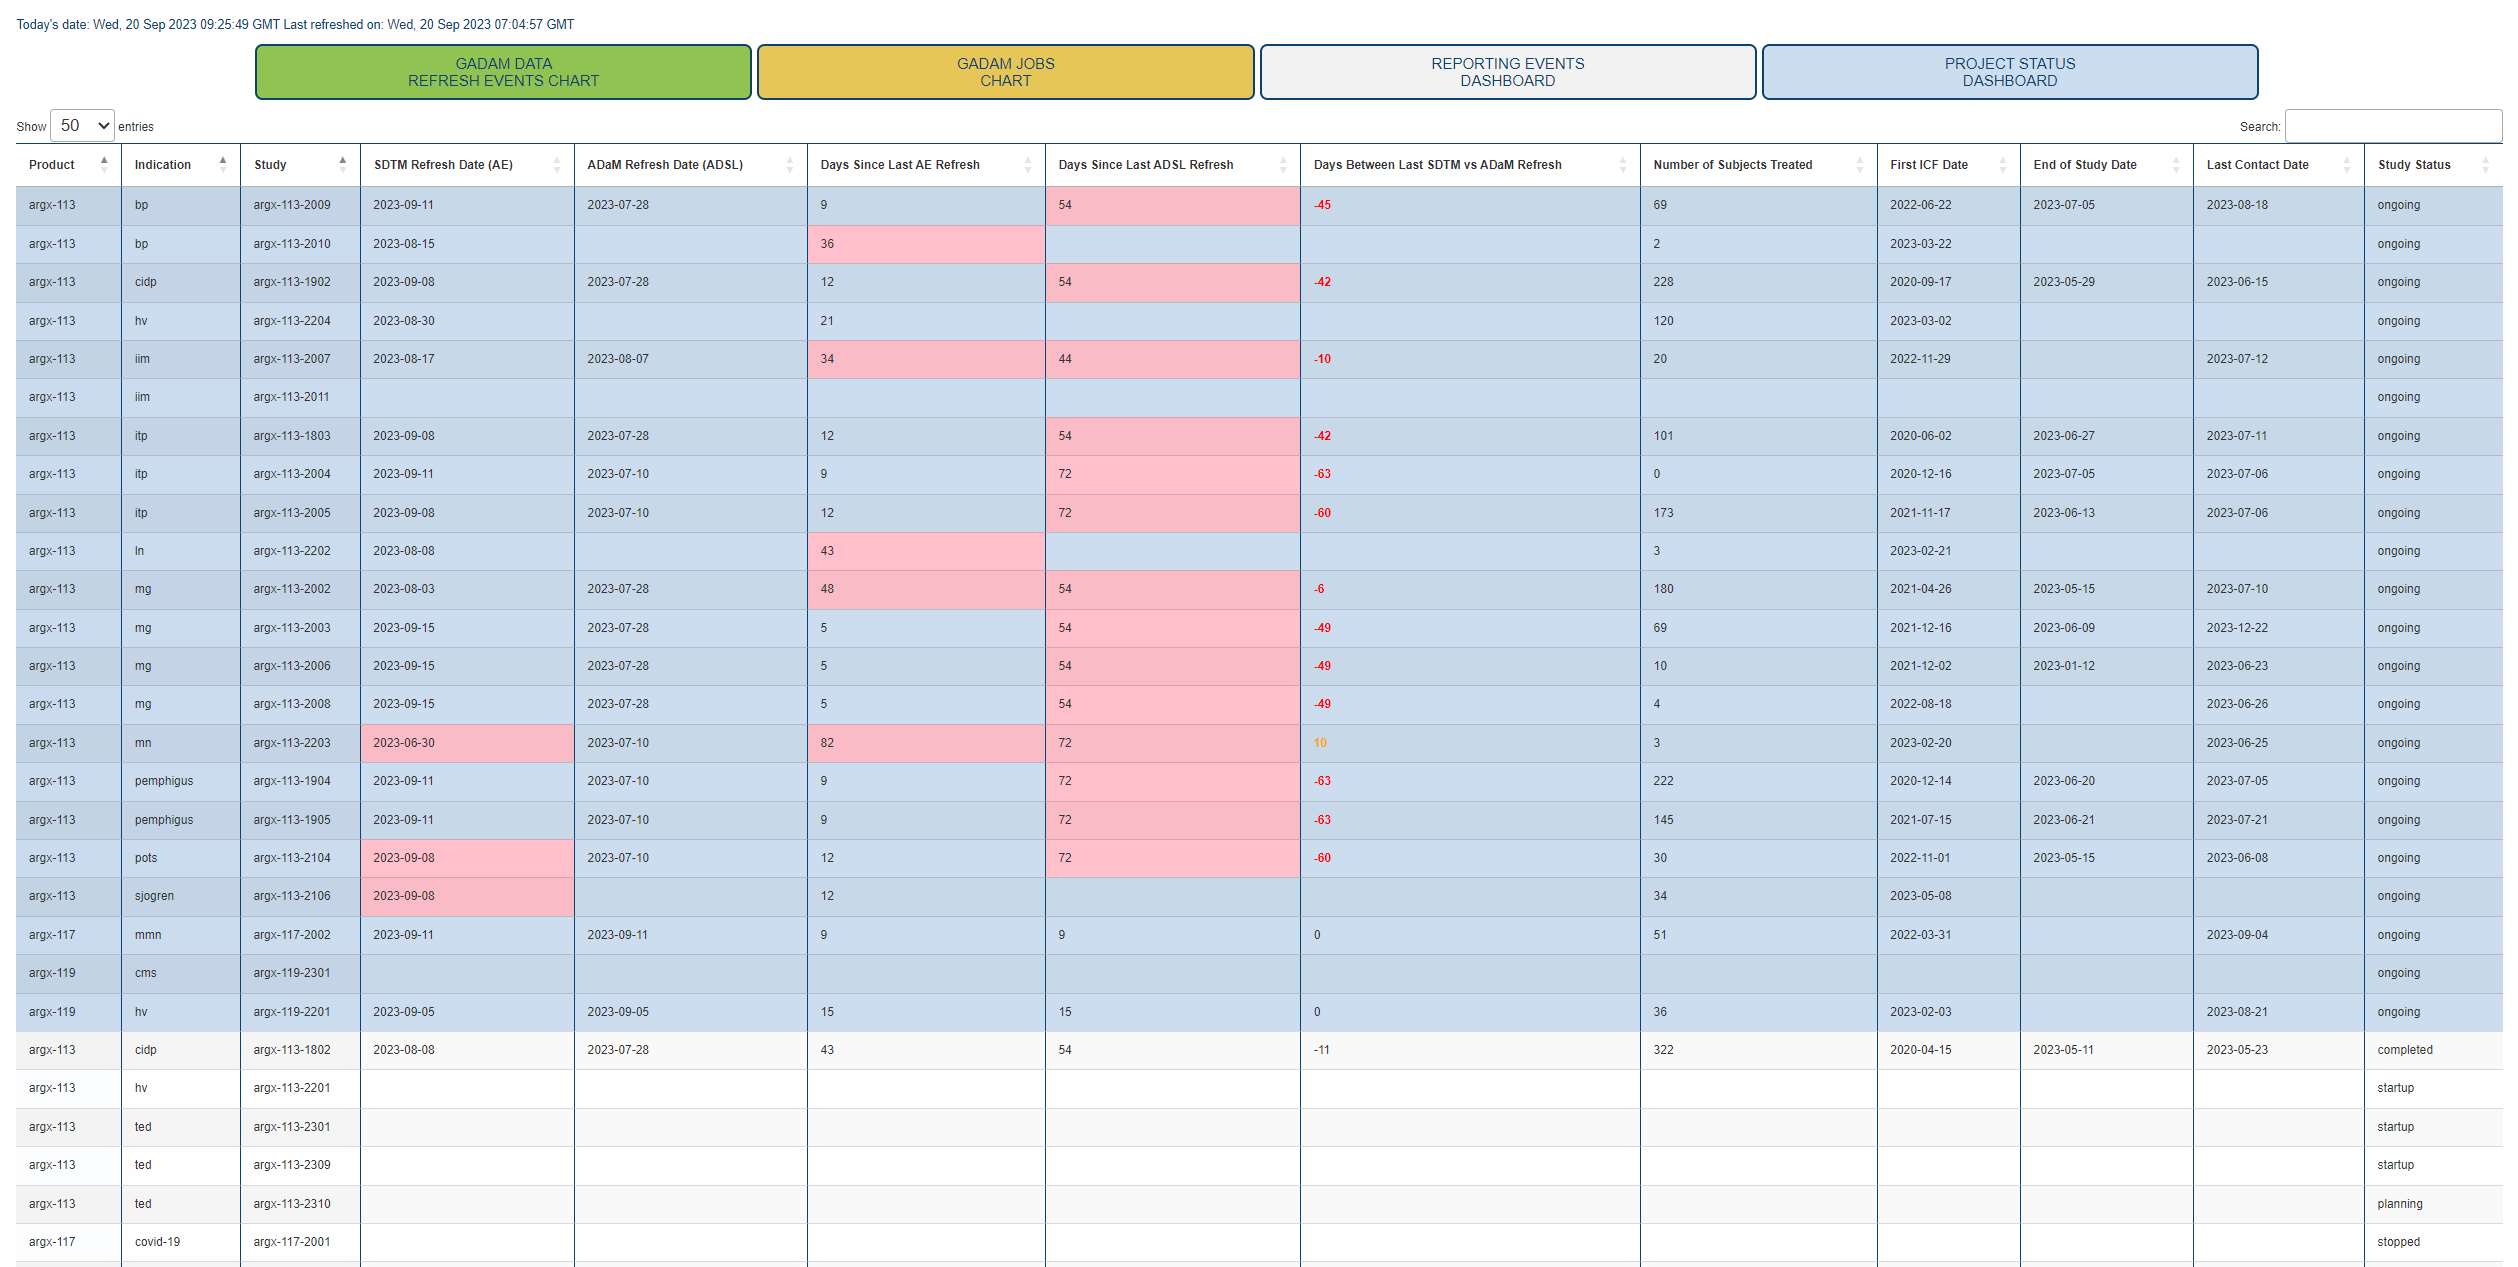 Today's date: Wed, 20 Sep 2023 09:25:49 GMT Last refreshed on: Wed, 20 Sep 2023 07:04:57 GMT
GADAM DATA
REFRESH EVENTS CHART
GADAM JOBS
CHART
REPORTING EVENTS
DASHBOARD
PROJECT STATUS
DASHBOARD
Show 50 entries
Search:
Product Indication Study SDTM Refresh Date (AE) ADaM Refresh Date (ADSL) Days Since Last AE Refresh Days Since Last ADSL Refresh Days Between Last SDTM vs ADaM Refresh Number of Subjects Treated First ICF Date End of Study Date Last Contact Date Study Status
argx-113 bp argx-113-2009 2023-09-11 2023-07-28 9 54 -45 69 2022-06-22 2023-07-05 2023-08-18 ongoing
argx-113 bp argx-113-2010 2023-08-15 36 2 2023-03-22 ongoing
argx-113 cidp argx-113-1902 2023-09-08 2023-07-28 12 54 -42 228 2020-09-17 2023-05-29 2023-06-15 ongoing
argx-113 hv argx-113-2204 2023-08-30 21 120 2023-03-02 ongoing
argx-113 iim argx-113-2007 2023-08-17 2023-08-07 34 44 -10 20 2022-11-29 2023-07-12 ongoing
argx-113 iim argx-113-2011 ongoing
argx-113 itp argx-113-1803 2023-09-08 2023-07-28 12 54 -42 101 2020-06-02 2023-06-27 2023-07-11 ongoing
argx-113 itp argx-113-2004 2023-09-11 2023-07-10 9 72 -63 0 2020-12-16 2023-07-05 2023-07-06 ongoing
argx-113 itp argx-113-2005 2023-09-08 2023-07-10 12 72 -60 173 2021-11-17 2023-06-13 2023-07-06 ongoing
argx-113 ln argx-113-2202 2023-08-08 43 3 2023-02-21 ongoing
argx-113 mg argx-113-2002 2023-08-03 2023-07-28 48 54 -6 180 2021-04-26 2023-05-15 2023-07-10 ongoing
argx-113 mg argx-113-2003 2023-09-15 2023-07-28 5 54 -49 69 2021-12-16 2023-06-09 2023-12-22 ongoing
argx-113 mg argx-113-2006 2023-09-15 2023-07-28 5 54 -49 10 2021-12-02 2023-01-12 2023-06-23 ongoing
argx-113 mg argx-113-2008 2023-09-15 2023-07-28 5 54 -49 4 2022-08-18 2023-06-26 ongoing
argx-113 mn argx-113-2203 2023-06-30 2023-07-10 82 72 10 3 2023-02-20 2023-06-25 ongoing
argx-113 pemphigus argx-113-1904 2023-09-11 2023-07-10 9 72 -63 222 2020-12-14 2023-06-20 2023-07-05 ongoing
argx-113 pemphigus argx-113-1905 2023-09-11 2023-07-10 9 72 -63 145 2021-07-15 2023-06-21 2023-07-21 ongoing
argx-113 pots argx-113-2104 2023-09-08 2023-07-10 12 72 -60 30 2022-11-01 2023-05-15 2023-06-08 ongoing
argx-113 sjogren argx-113-2106 2023-09-08 12 34 2023-05-08 ongoing
argx-117 mmn argx-117-2002 2023-09-11 2023-09-11 9 9 0 51 2022-03-31 2023-09-04 ongoing
argx-119 cms argx-119-2301 ongoing
argx-119 hv argx-119-2201 2023-09-05 2023-09-05 15 15 0 36 2023-02-03 2023-08-21 ongoing
argx-113 cidp argx-113-1802 2023-08-08 2023-07-28 43 54 -11 322 2020-04-15 2023-05-11 2023-05-23 completed
argx-113 hv argx-113-2201 startup
argx-113 ted argx-113-2301 startup
argx-113 ted argx-113-2309 startup
argx-113 ted argx-113-2310 planning
argx-117 covid-19 argx-117-2001 stopped